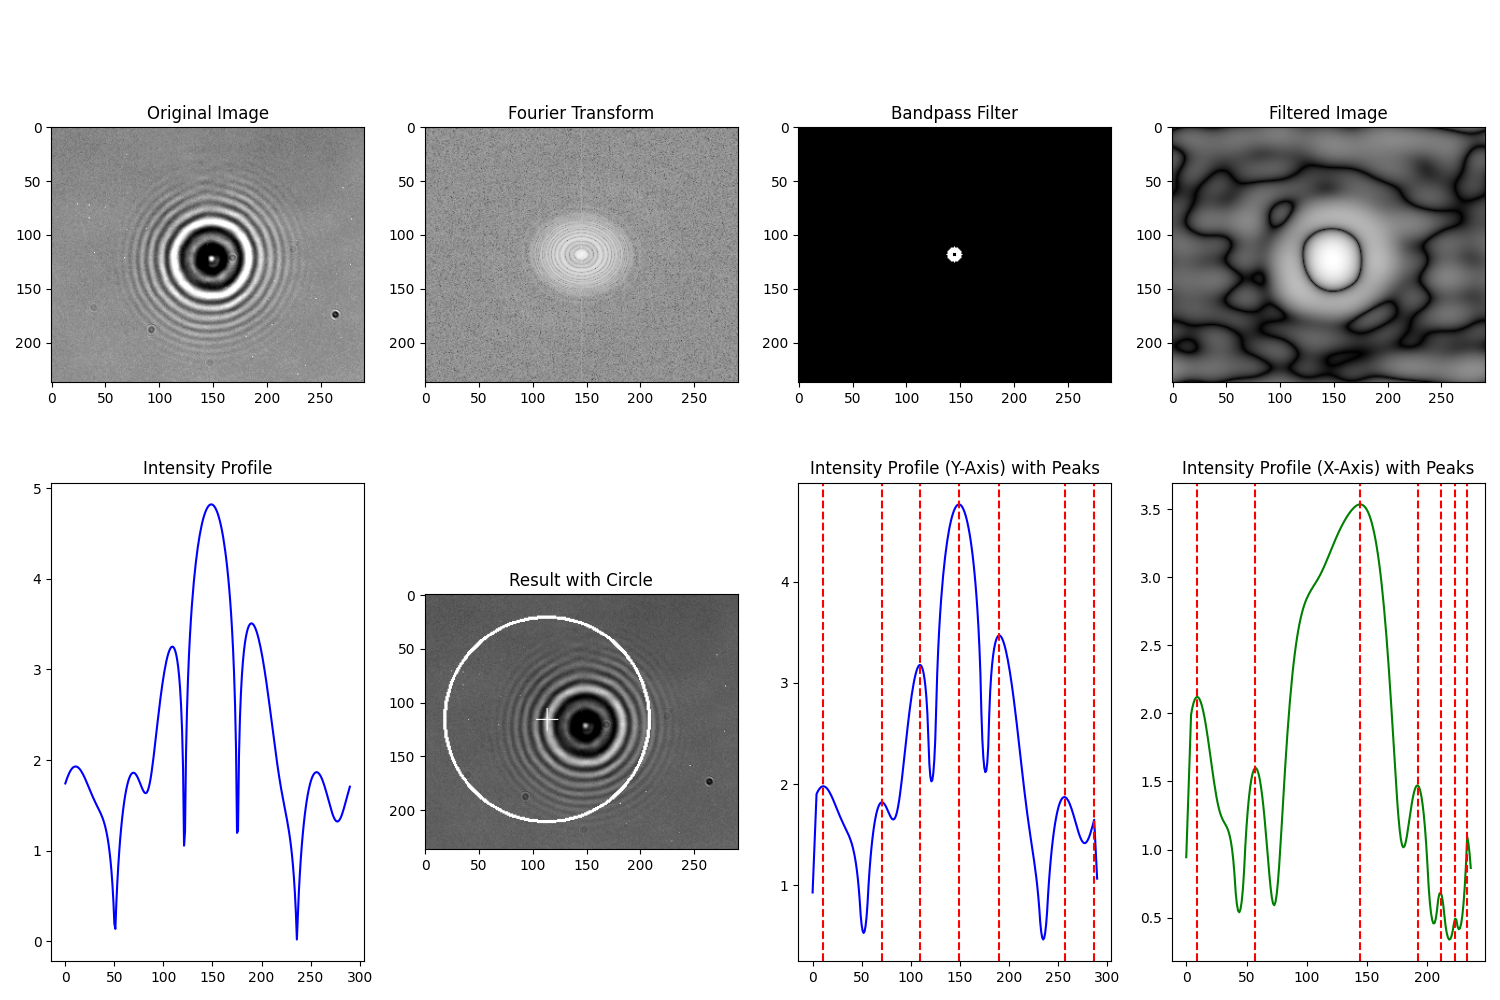 Original Image
Fourier Transform
Bandpass Filter
Filtered Image
0
50
100
150
200
0 50 100 150 200 250
0
50
100
150
200
0 50 100 150 200 250
0
50
100
150
200
0 50 100 150 200 250
0
50
100
150
200
0 50 100 150 200 250
Intensity Profile
5
4
3
2
1
0
0 50 100 150 200 250 300
Result with Circle
0
50
100
150
200
0 50 100 150 200 250
Intensity Profile (Y-Axis) with Peaks
4
3
2
1
0 50 100 150 200 250 300
Intensity Profile (X-Axis) with Peaks
3.5
3.0
2.5
2.0
1.5
1.0
0.5
0 50 100 150 200